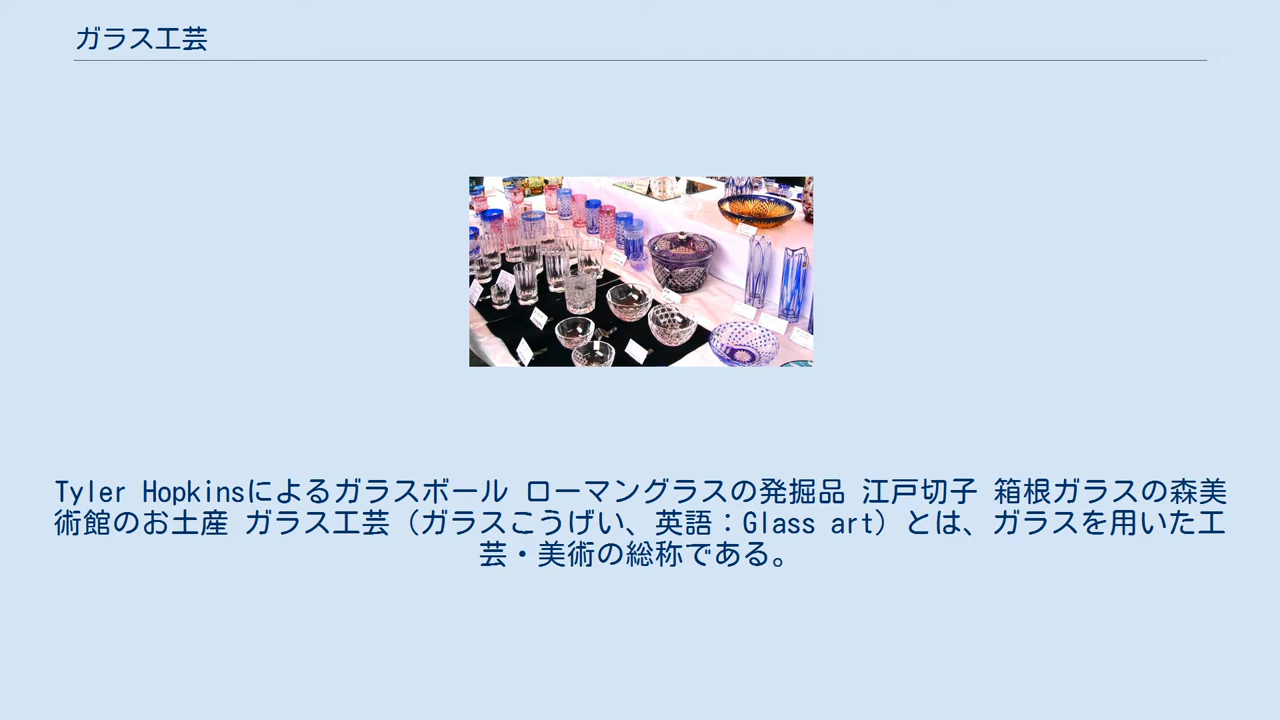 ガラス工芸
Tyler Hopkinsによるガラスボール ローマングラスの発掘品 江戸切子 箱根ガラスの森美
術館のお土産 ガラス工芸（ガラスこうげい、英語：Glass art）とは、ガラスを用いた工
芸・美術の総称である。